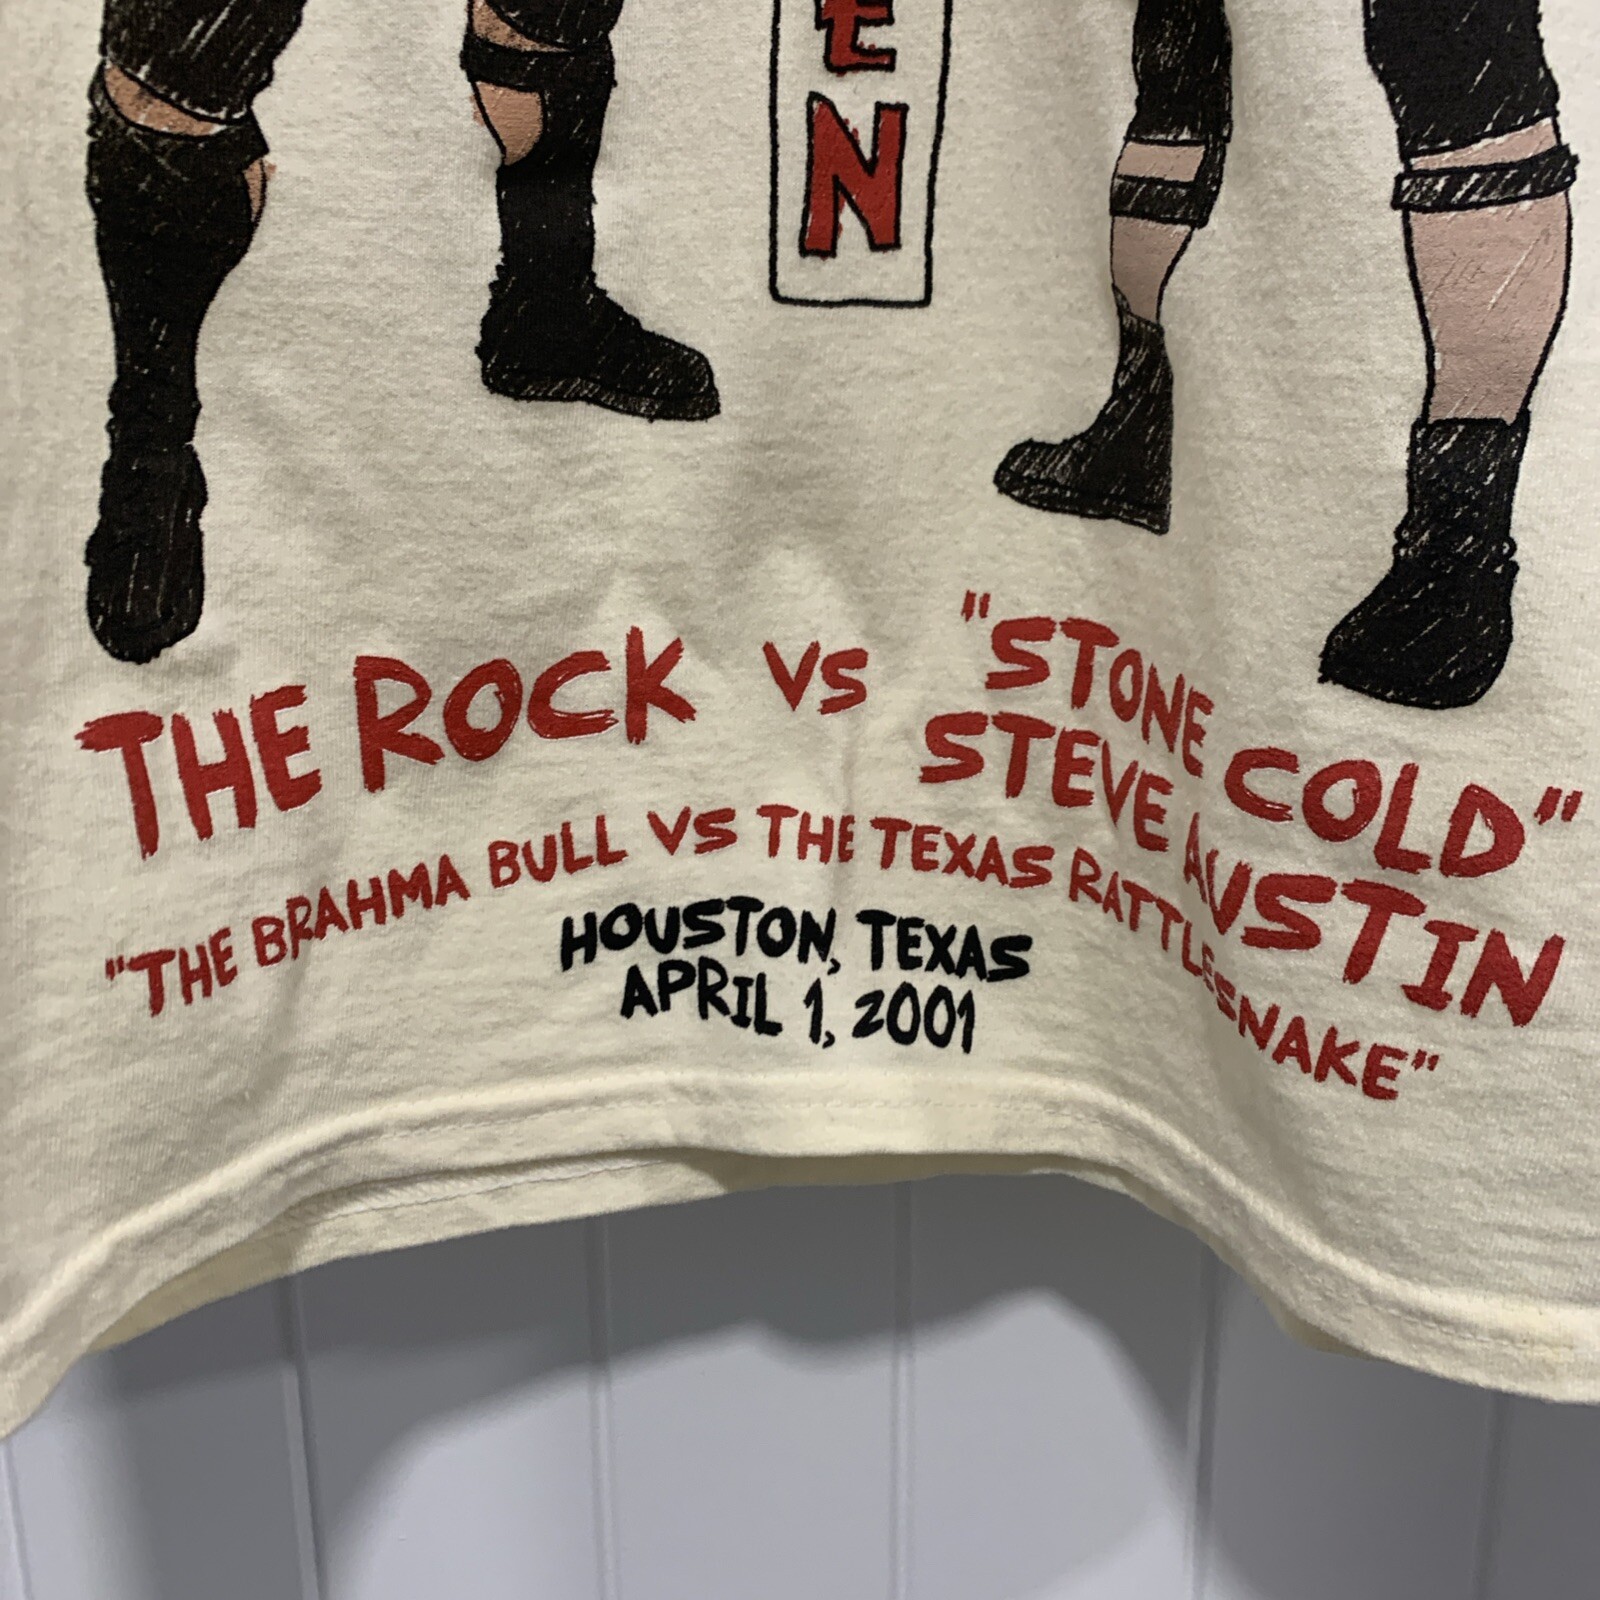 EN
THE ROCK VS "STONE COLD"
STEVE AUSTIN
"THE BRAHMA BULL VS THE TEXAS RATTLESNAKE"
HOUSTON, TEXAS
APRIL 1, 2001